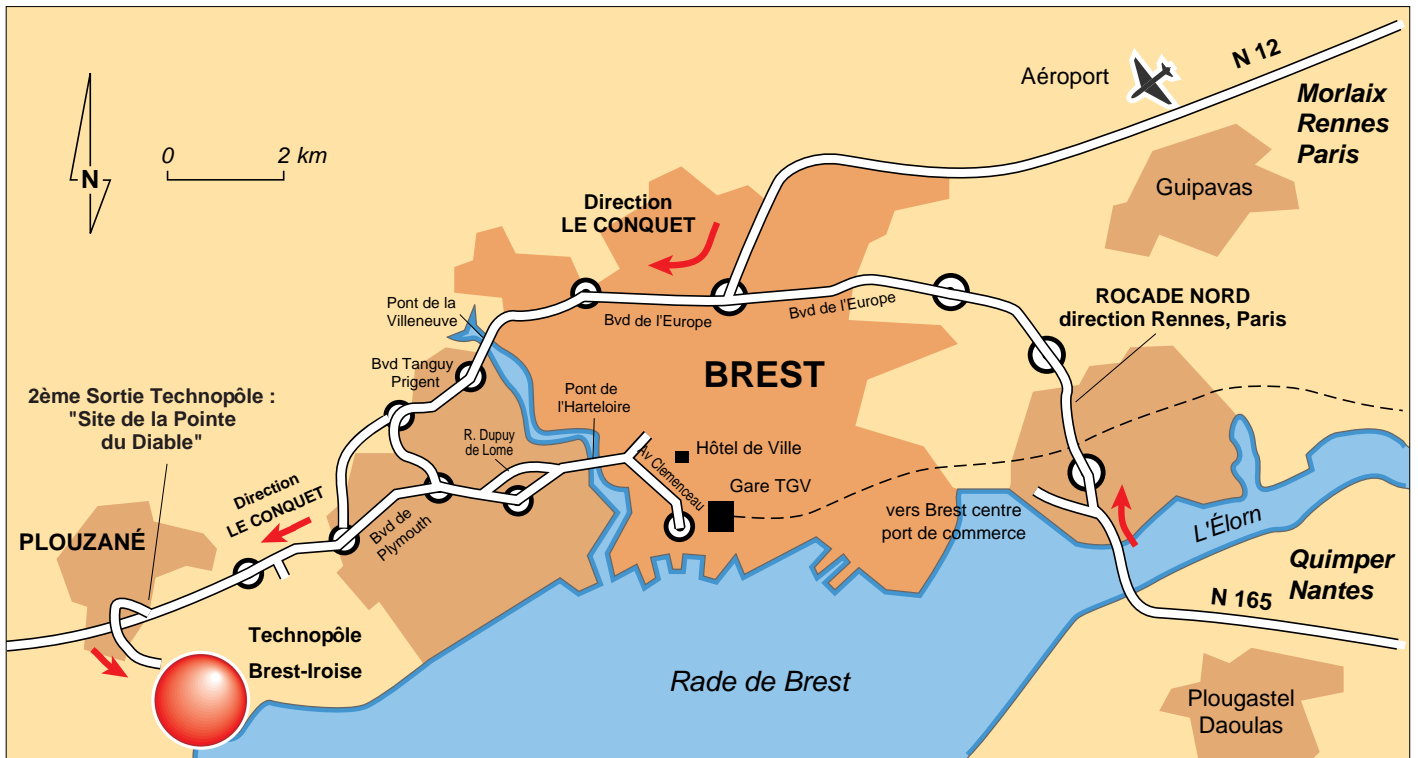 N 12
Aéroport
Morlaix
Rennes
Paris
0 2 km
N
Guipavas
Direction
LE CONQUET
Pont de la
Villeneuve
Bvd de l'Europe
Bvd de l'Europe
ROCADE NORD
direction Rennes, Paris
Bvd Tanguy
Prigent
BREST
2ème Sortie Technopôle :
"Site de la Pointe
du Diable"
Pont de
l'Harteloire
R. Dupuy
de Lome
Av Clemenceau
Hôtel de Ville
Gare TGV
Direction
LE CONQUET
vers Brest centre
port de commerce
L'Élorn
PLOUZANÉ
Bvd de
Plymouth
Quimper
Nantes
N 165
Technopôle
Brest-Iroise
Rade de Brest
Plougastel
Daoulas